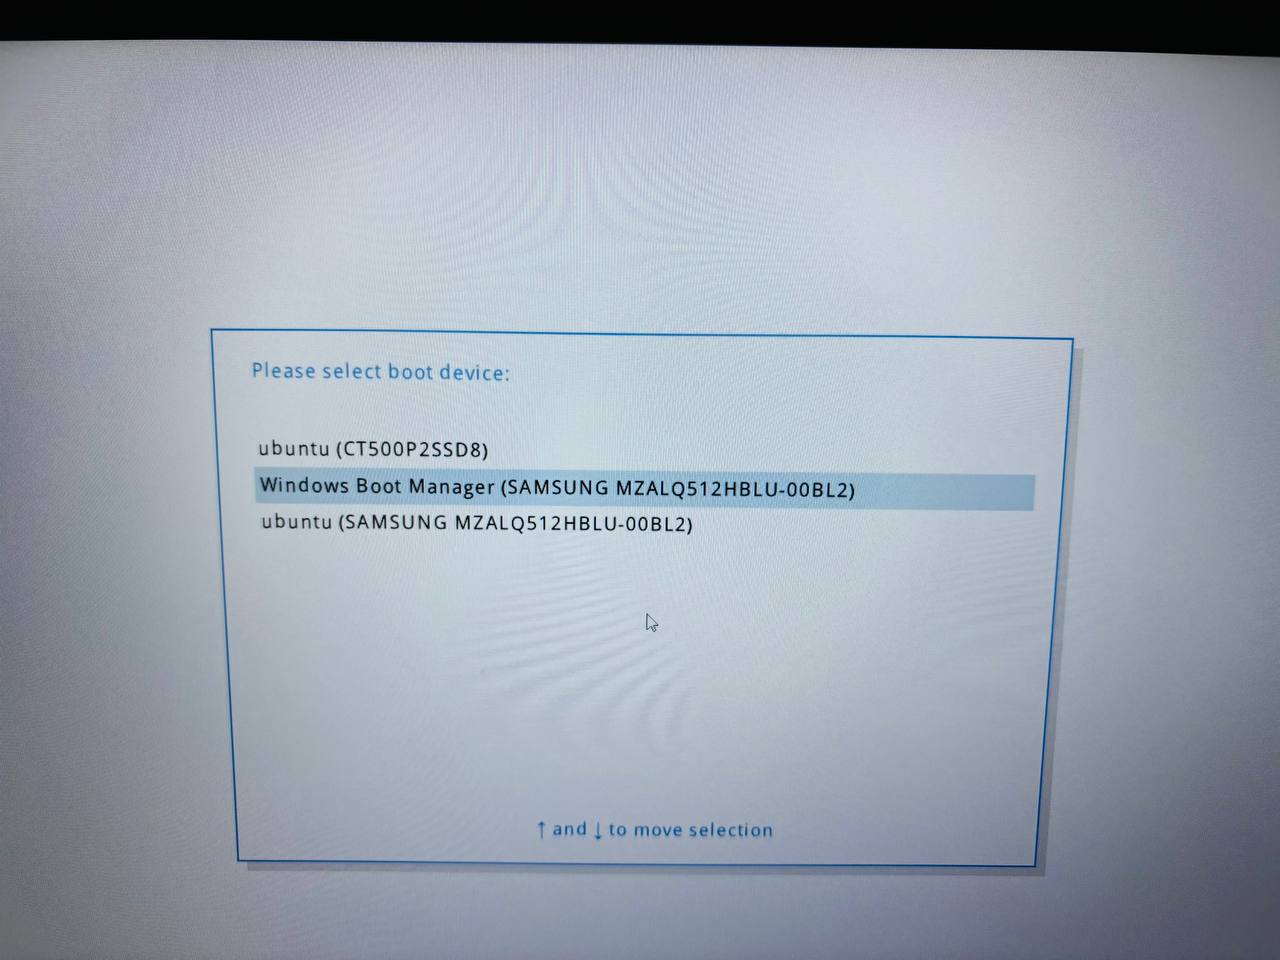 Please select boot device:
ubuntu (CT500P2SSD8)
Windows Boot Manager (SAMSUNG MZALQ512HBLU-00BL2)
ubuntu (SAMSUNG MZALQ512HBLU-00BL2)
↑ and ↓ to move selection